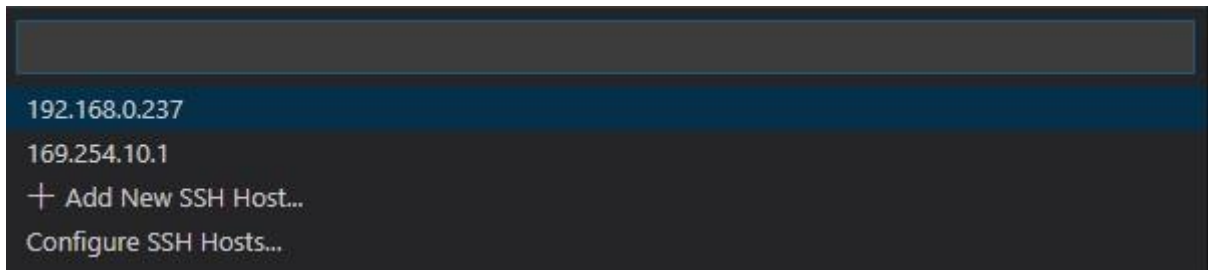 192.168.0.237
169.254.10.1
+ Add New SSH Host...
Configure SSH Hosts...